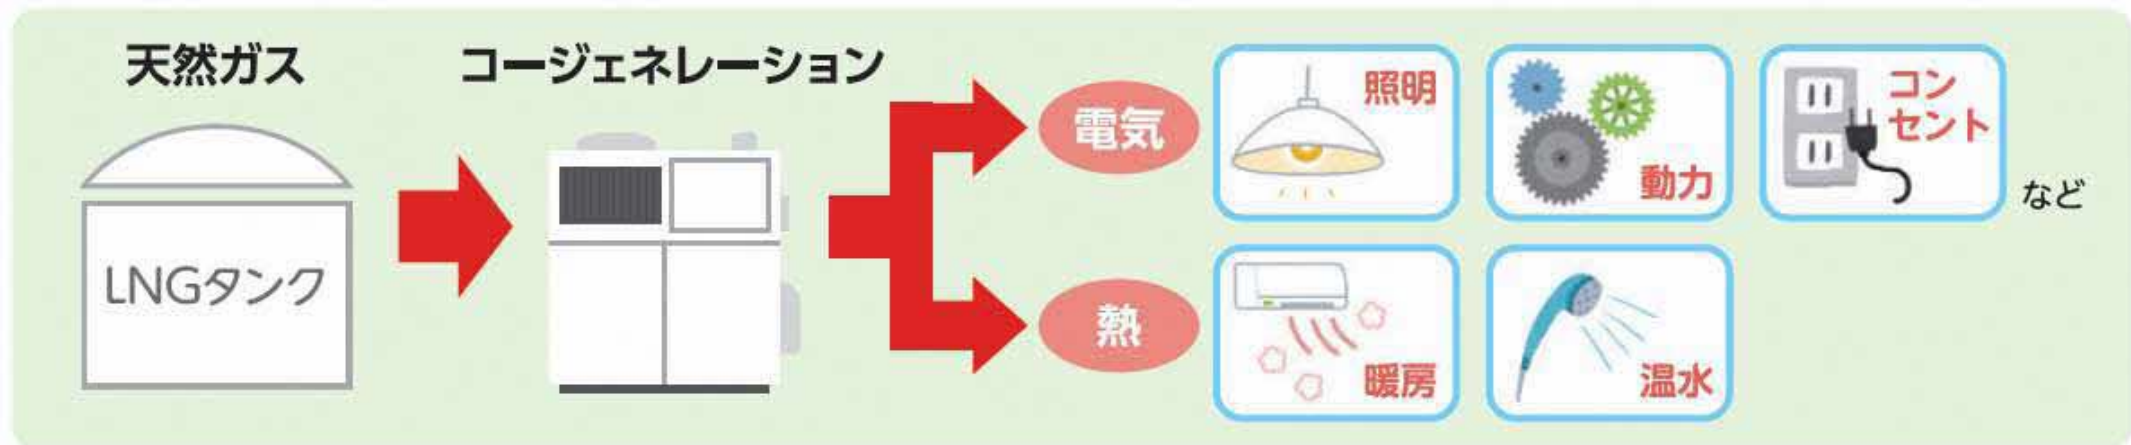 天然ガス
LNGタンク
コージェネレーション
電気
照明
動力
コン
セント
など
熱
暖房
温水